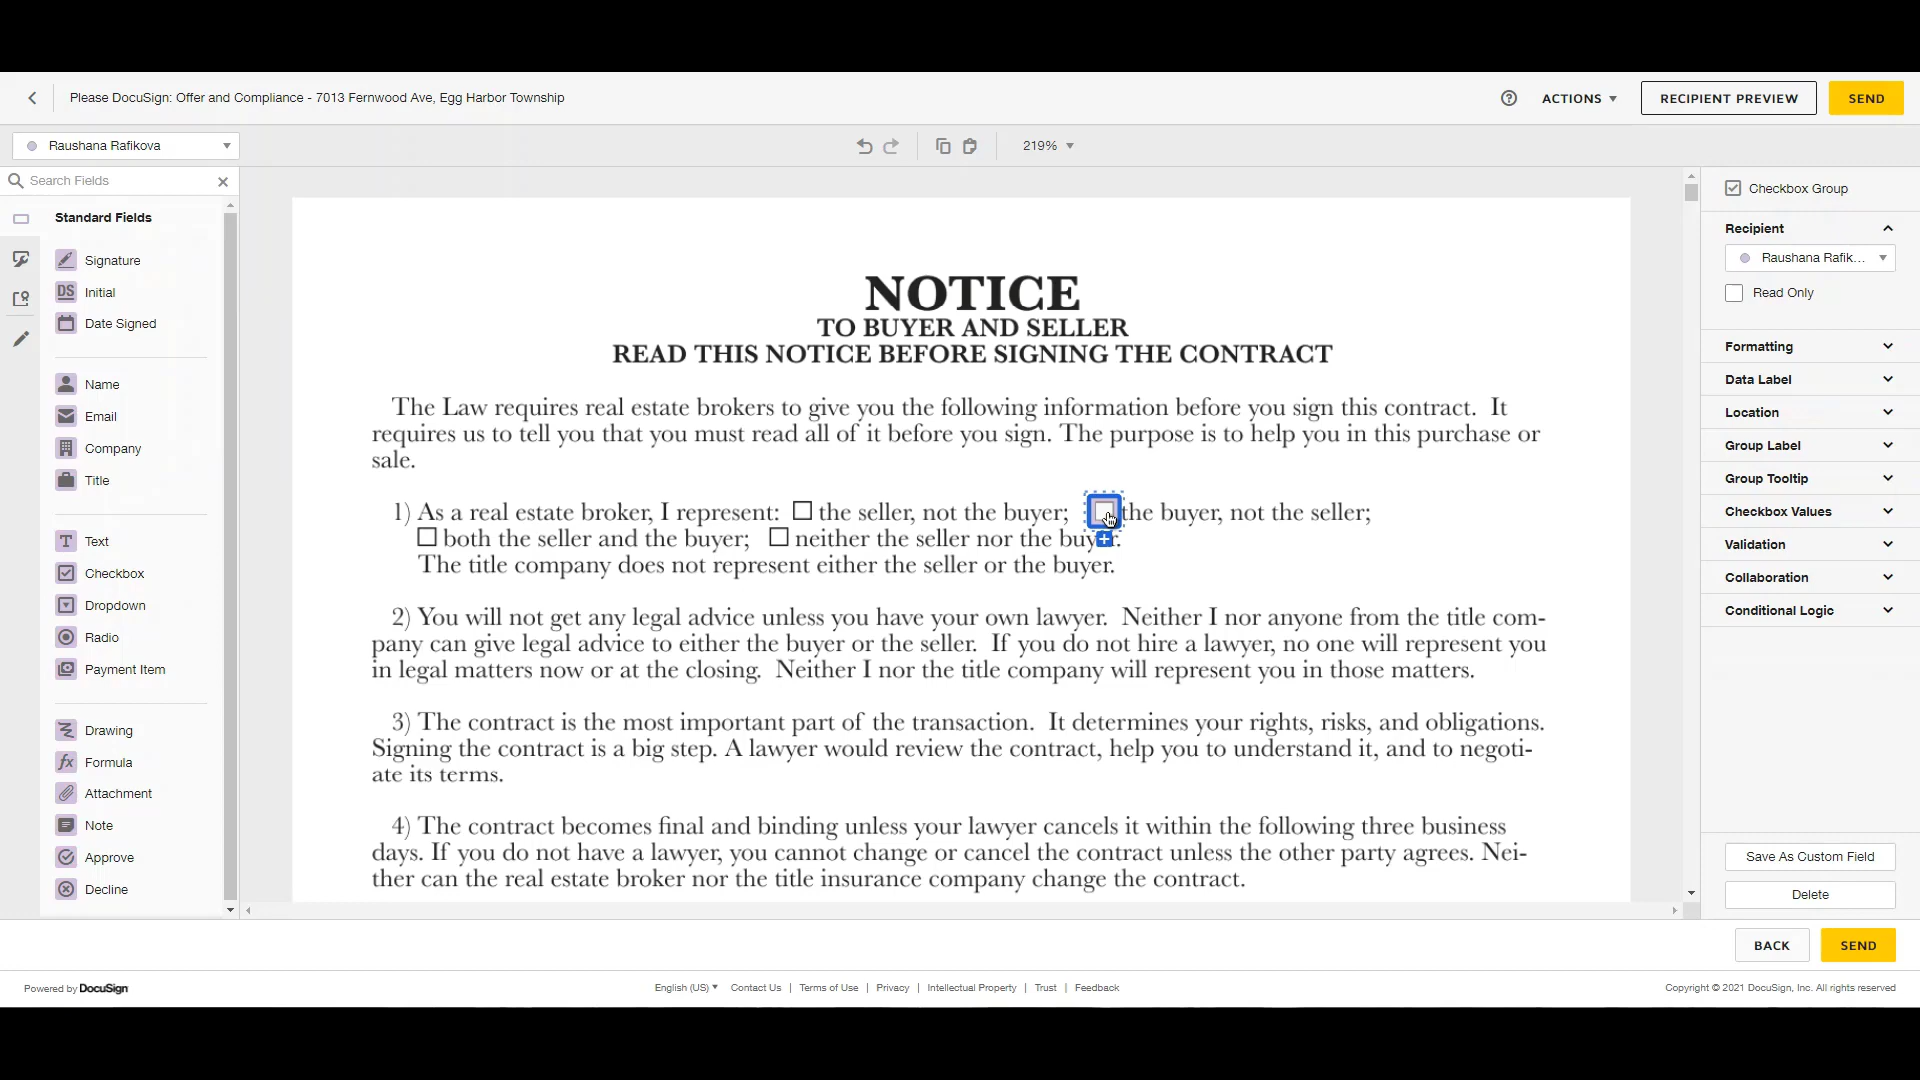 Please DocuSign: Offer and Compliance - 7013 Fernwood Ave, Egg Harbor Township
ACTIONS
RECIPIENT PREVIEW
SEND
Raushana Rafikova
219%
Search Fields
Standard Fields
Signature
DS Initial
Date Signed
Name
Email
Company
Title
T Text
Checkbox
Dropdown
Radio
Payment Item
Drawing
fx Formula
Attachment
Note
Approve
Decline
NOTICE
TO BUYER AND SELLER
READ THIS NOTICE BEFORE SIGNING THE CONTRACT
The Law requires real estate brokers to give you the following information before you sign this contract. It
requires us to tell you that you must read all of it before you sign. The purpose is to help you in this purchase or
sale.
1) As a real estate broker, I represent: ☐ the seller, not the buyer; ☐ the buyer, not the seller;
☐ both the seller and the buyer; ☐ neither the seller nor the buyer.
The title company does not represent either the seller or the buyer.
2) You will not get any legal advice unless you have your own lawyer. Neither I nor anyone from the title com-
pany can give legal advice to either the buyer or the seller. If you do not hire a lawyer, no one will represent you
in legal matters now or at the closing. Neither I nor the title company will represent you in those matters.
3) The contract is the most important part of the transaction. It determines your rights, risks, and obligations.
Signing the contract is a big step. A lawyer would review the contract, help you to understand it, and to negoti-
ate its terms.
4) The contract becomes final and binding unless your lawyer cancels it within the following three business
days. If you do not have a lawyer, you cannot change or cancel the contract unless the other party agrees. Nei-
ther can the real estate broker nor the title insurance company change the contract.
Checkbox Group
Recipient
Raushana Rafik...
Read Only
Formatting
Data Label
Location
Group Label
Group Tooltip
Checkbox Values
Validation
Collaboration
Conditional Logic
Save As Custom Field
Delete
BACK
SEND
Powered by DocuSign
English (US) Contact Us | Terms of Use | Privacy | Intellectual Property | Trust | Feedback
Copyright © 2021 DocuSign, Inc. All rights reserved